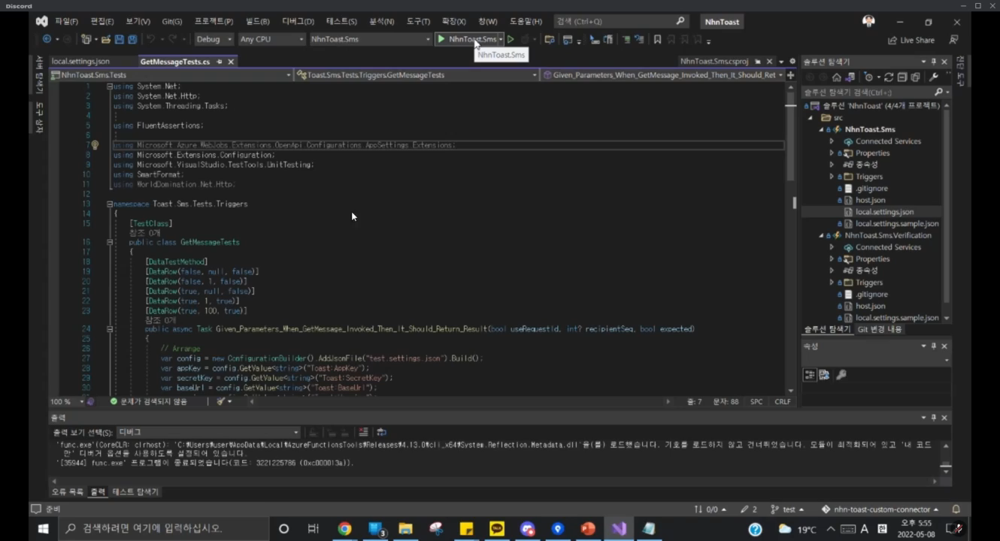 Discord
파일(F) 편집(E) 보기(V) Git(G) 프로젝트(P) 빌드(B) 디버그(D) 테스트(S) 분석(N) 도구(T) 확장(X) 창(W) 도움말(H) 검색 (Ctrl+Q) NhnToast
Debug Any CPU NhnToast.Sms NhnToast.Sms Live Share
NhnToast.Sms
local.settings.json GetMessageTests.cs NhnToast.Sms.csproj
NhnToast.Sms.Tests Toast.Sms.Tests.Triggers.GetMessageTests Given_Parameters_When_GetMessage_Invoked_Then_It_Should_Ret
서버 탐색기
도구 상자
1 using System.Net;
2 using System.Net.Http;
3 using System.Threading.Tasks;
4
5 using FluentAssertions;
6
7 using Microsoft.Azure.WebJobs.Extensions.OpenApi.Configurations.AppSettings.Extensions;
8 using Microsoft.Extensions.Configuration;
9 using Microsoft.VisualStudio.TestTools.UnitTesting;
10 using SmartFormat;
11 using WorldDomination.Net.Http;
12
13 namespace Toast.Sms.Tests.Triggers
14 {
15 [TestClass]
참조 0개
16 public class GetMessageTests
17 {
18 [DataTestMethod]
19 [DataRow(false, null, false)]
20 [DataRow(false, 1, false)]
21 [DataRow(true, null, false)]
22 [DataRow(true, 1, true)]
23 [DataRow(true, 100, true)]
참조 0개
24 public async Task Given_Parameters_When_GetMessage_Invoked_Then_It_Should_Return_Result(bool useRequestId, int? recipientSeq, bool expected)
25 {
26 // Arrange
27 var config = new ConfigurationBuilder().AddJsonFile("test.settings.json").Build();
28 var appKey = config.GetValue<string>("Toast:AppKey");
29 var secretKey = config.GetValue<string>("Toast:SecretKey");
30 var baseUrl = config.GetValue<string>("Toast:BaseUrl");
100 % 문제가 검색되지 않음 줄: 7 문자: 88 SPC CRLF
솔루션 탐색기
솔루션 탐색기 검색(Ctrl+;)
솔루션 'NhnToast' (4/4개 프로젝트)
src
NhnToast.Sms
Connected Services
Properties
종속성
Triggers
.gitignore
host.json
local.settings.json
local.settings.sample.json
NhnToast.Sms.Verification
Connected Services
Properties
종속성
Triggers
.gitignore
host.json
local.settings.sample.json
솔루션 탐색기 Git 변경 내용
속성
진단 도구
출력
출력 보기 선택(S): 디버그
'func.exe'(CoreCLR: clrhost): 'C:\Users\user\AppData\Local\AzureFunctionsTools\Releases\4.13.0\cli_x64\System.Reflection.Metadata.dll'을(를) 로드했습니다. 기호를 로드하지 않고 건너뛰었습니다. 모듈이 최적화되어 있고 '내 코드
만' 디버거 옵션을 사용하도록 설정되어 있습니다.
'[35944] func.exe' 프로그램이 종료되었습니다(코드: 3221225786 (0xc000013a)).
오류 목록 출력 테스트 탐색기
준비 0/0 2 test nhn-toast-custom-connector
검색하려면 여기에 입력하십시오. 3 TALK 19°C A 한 오후 5:55
2022-05-08